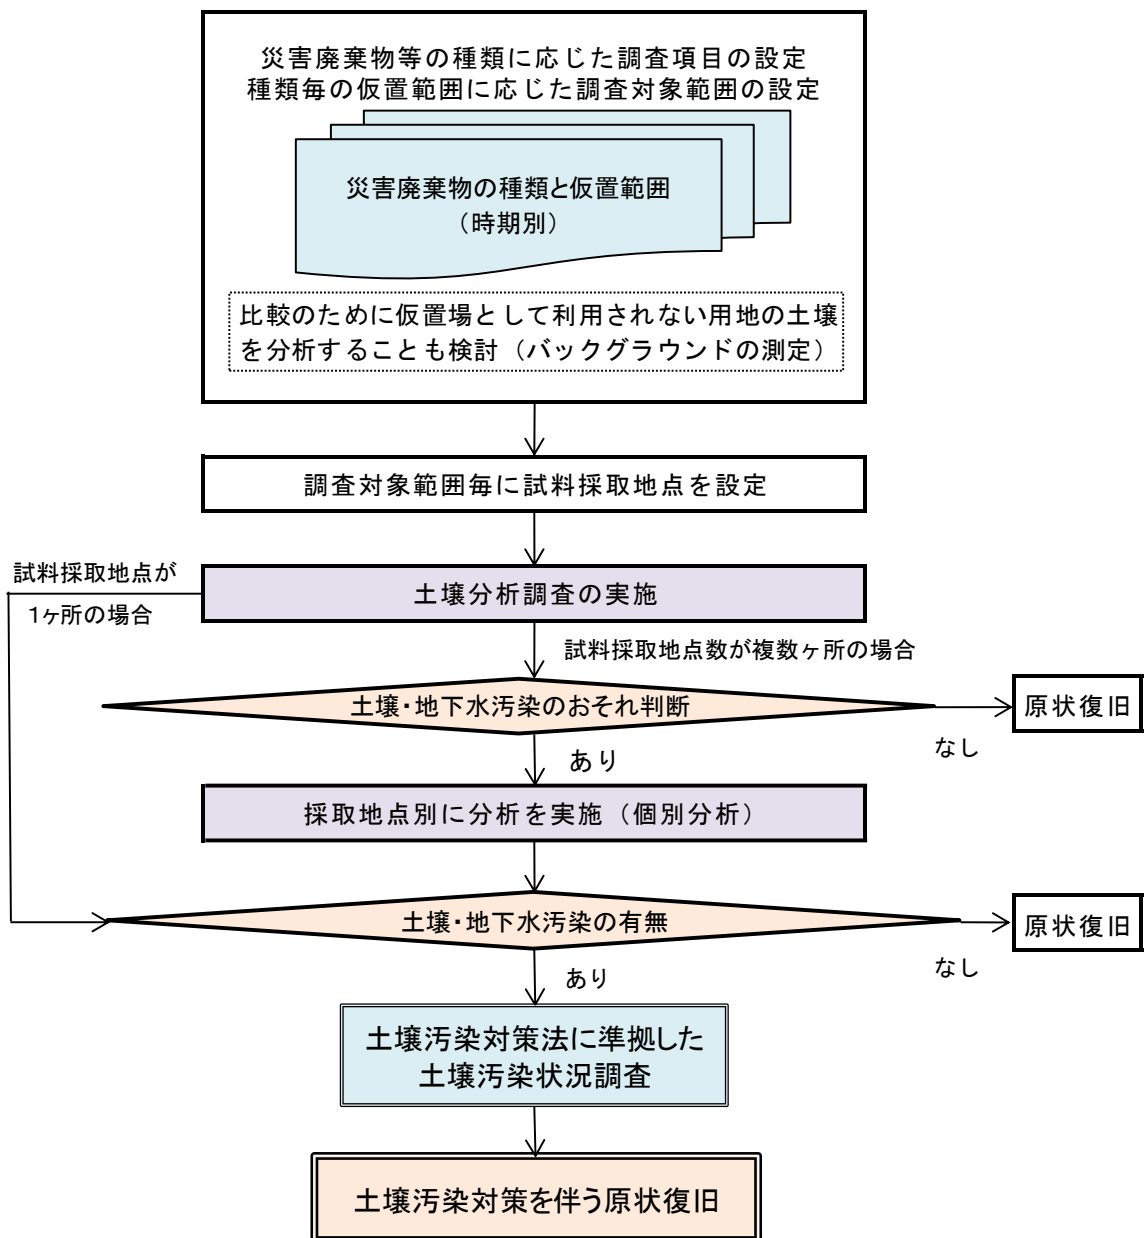 災害廃棄物等の種類に応じた調査項目の設定
種類毎の仮置範囲に応じた調査対象範囲の設定
災害廃棄物の種類と仮置範囲
（時期別）
比較のために仮置場として利用されない用地の土壌
を分析することも検討（バックグラウンドの測定）
調査対象範囲毎に試料採取地点を設定
試料採取地点が
1ヶ所の場合
土壌分析調査の実施
試料採取地点数が複数ヶ所の場合
土壌・地下水汚染のおそれ判断
原状復旧
なし
あり
採取地点別に分析を実施（個別分析）
土壌・地下水汚染の有無
原状復旧
なし
あり
土壌汚染対策法に準拠した
土壌汚染状況調査
土壌汚染対策を伴う原状復旧